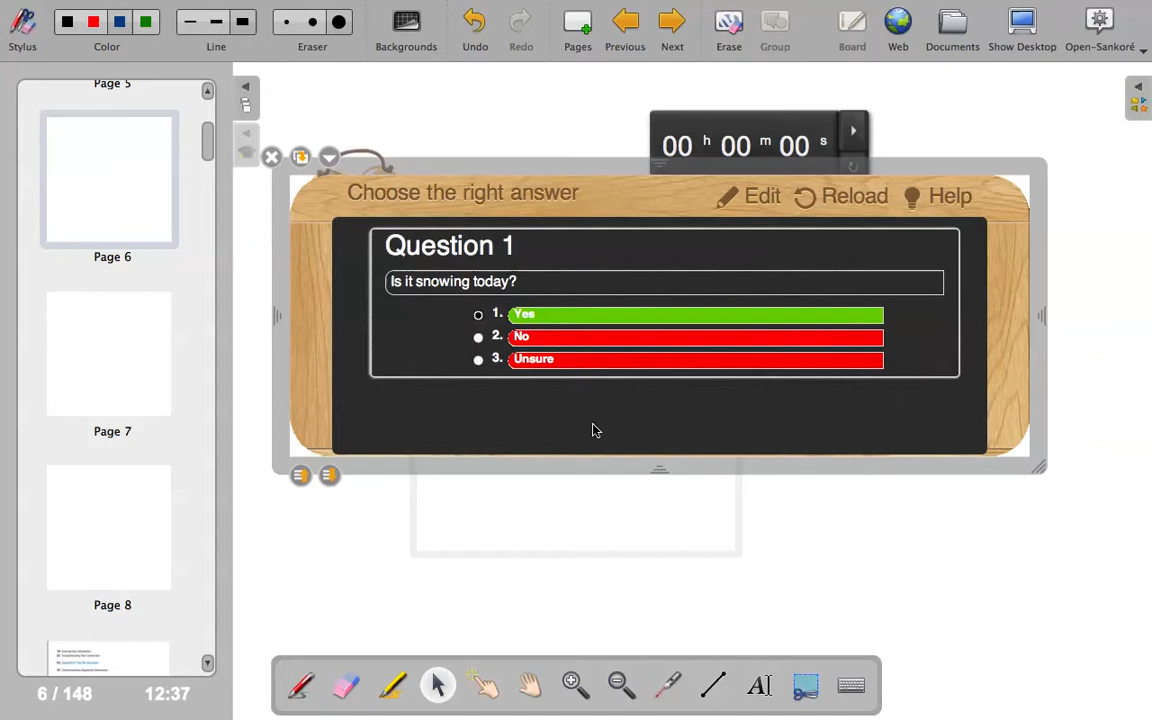 Stylus
Color
Line
Eraser
Backgrounds
Undo
Redo
Pages
Previous
Next
Erase
Group
Board
Web
Documents
Show Desktop
Open-Sankoré
Page 5
Page 6
Page 7
Page 8
6 / 148
12:37
00 h 00 m 00 s
Choose the right answer
Edit
Reload
Help
Question 1
Is it snowing today?
1. Yes
2. No
3. Unsure